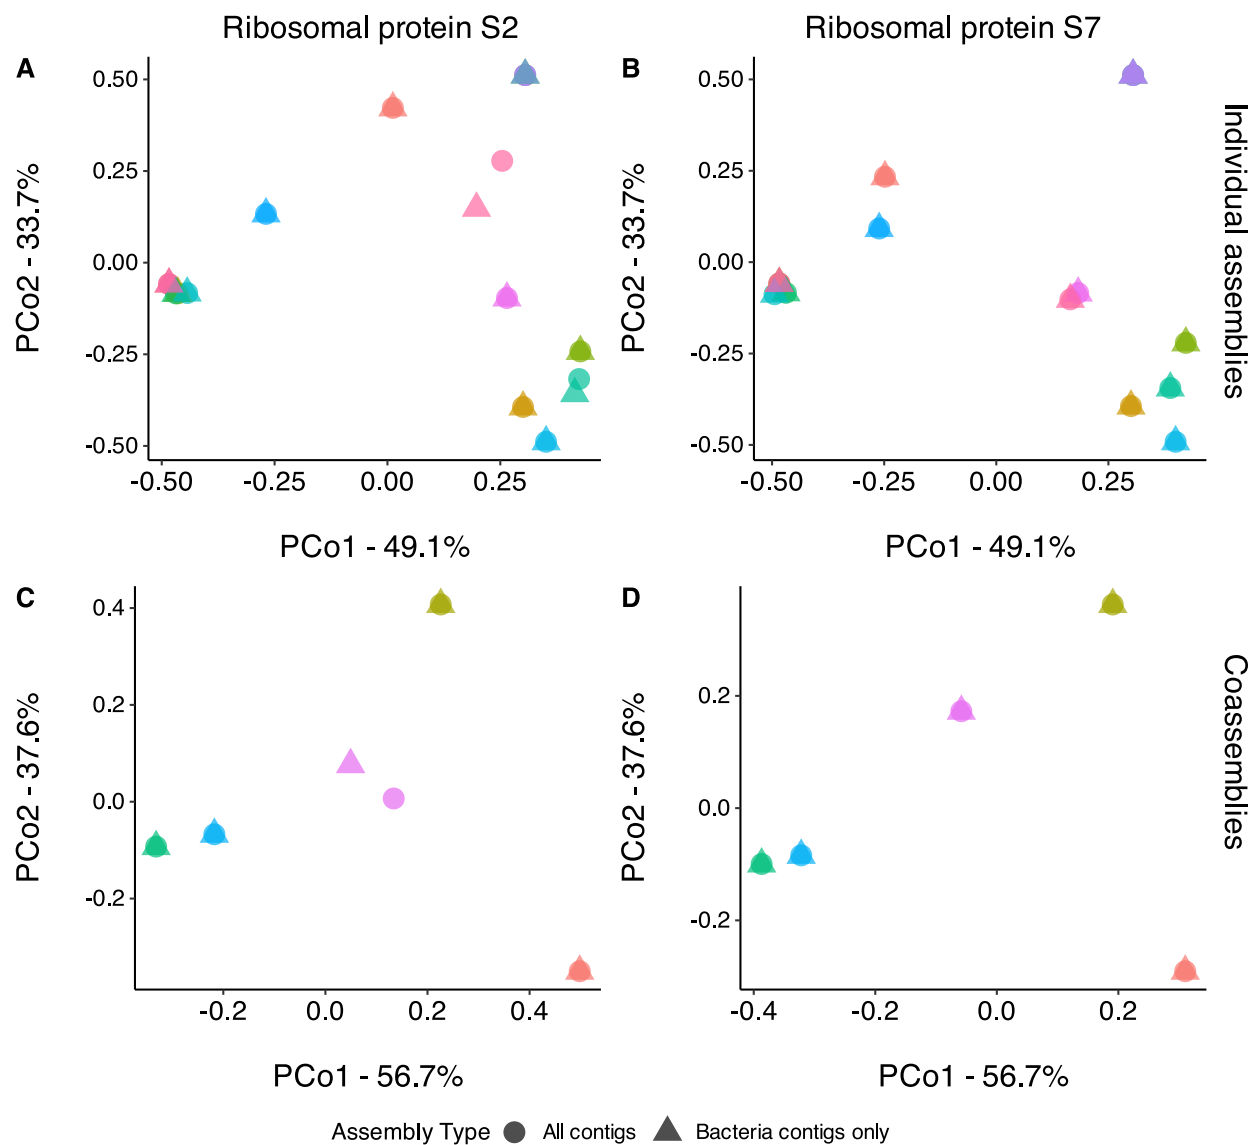 Ribosomal protein S2
Ribosomal protein S7
A
0.50
0.25
0.00
-0.25
-0.50
PCo2 - 33.7%
-0.50
-0.25
0.00
0.25
PCo1 - 49.1%
B
0.50
0.25
0.00
-0.25
-0.50
PCo2 - 33.7%
-0.50
-0.25
0.00
0.25
PCo1 - 49.1%
Individual assemblies
C
0.4
0.2
0.0
-0.2
PCo2 - 37.6%
-0.2
0.0
0.2
0.4
PCo1 - 56.7%
D
0.2
0.0
-0.2
PCo2 - 37.6%
-0.4
-0.2
0.0
0.2
PCo1 - 56.7%
Coassemblies
Assembly Type All contigs Bacteria contigs only